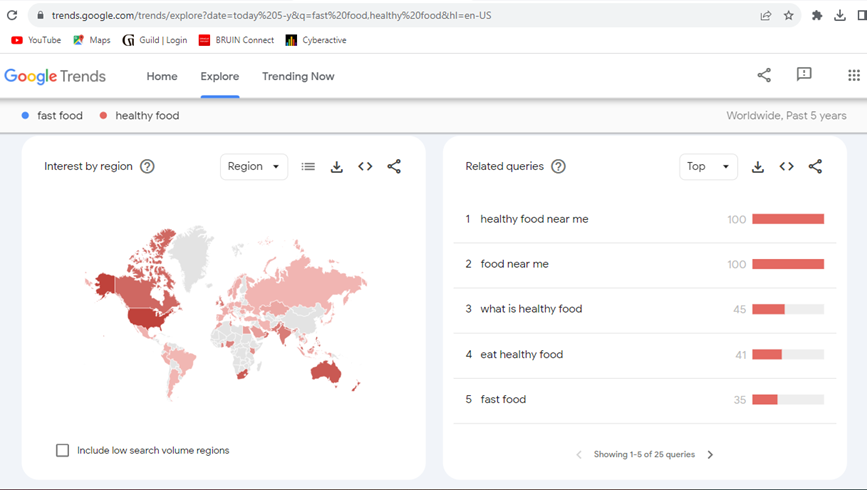 trends.google.com/trends/explore?date=today%205-y&q=fast%20food,healthy%20food&hl=en-US
YouTube Maps Guild | Login BRUIN Connect Cyberactive
Google Trends Home Explore Trending Now
fast food healthy food Worldwide, Past 5 years
Interest by region Region
Include low search volume regions
Related queries Top
1 healthy food near me 100
2 food near me 100
3 what is healthy food 45
4 eat healthy food 41
5 fast food 35
Showing 1-5 of 25 queries